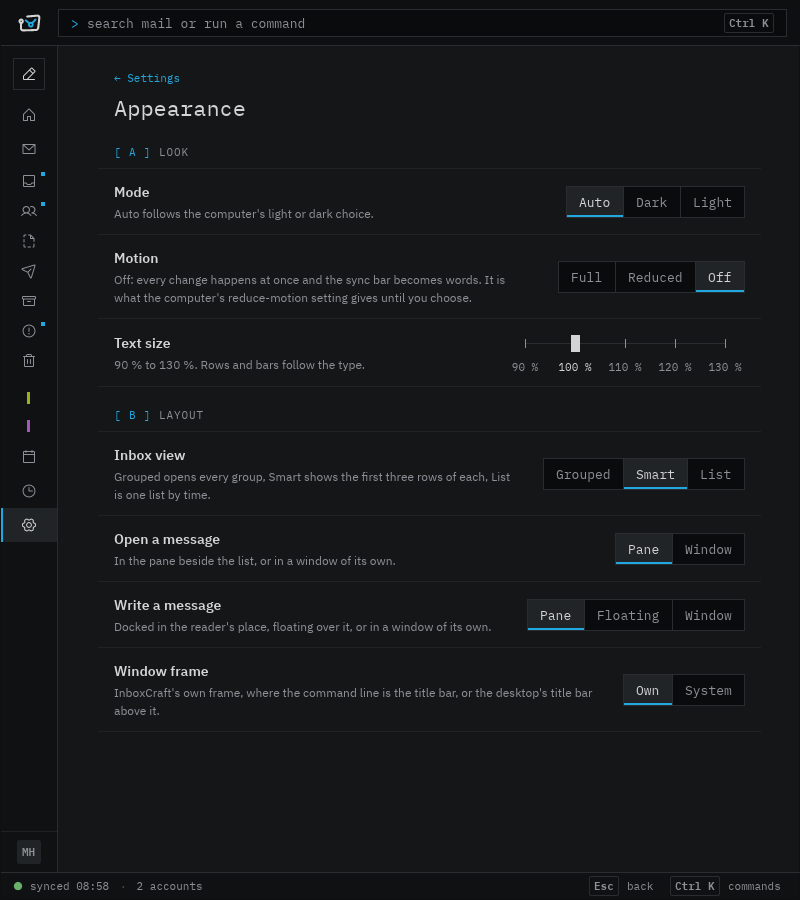 > search mail or run a command Ctrl K
← Settings
Appearance
[ A ] LOOK
Mode
Auto follows the computer's light or dark choice.
Auto Dark Light
Motion
Off: every change happens at once and the sync bar becomes words. It is
what the computer's reduce-motion setting gives until you choose.
Full Reduced Off
Text size
90 % to 130 %. Rows and bars follow the type.
90 % 100 % 110 % 120 % 130 %
[ B ] LAYOUT
Inbox view
Grouped opens every group, Smart shows the first three rows of each, List
is one list by time.
Grouped Smart List
Open a message
In the pane beside the list, or in a window of its own.
Pane Window
Write a message
Docked in the reader's place, floating over it, or in a window of its own.
Pane Floating Window
Window frame
InboxCraft's own frame, where the command line is the title bar, or the desktop's title bar
above it.
Own System
MH
synced 08:58 · 2 accounts Esc back Ctrl K commands